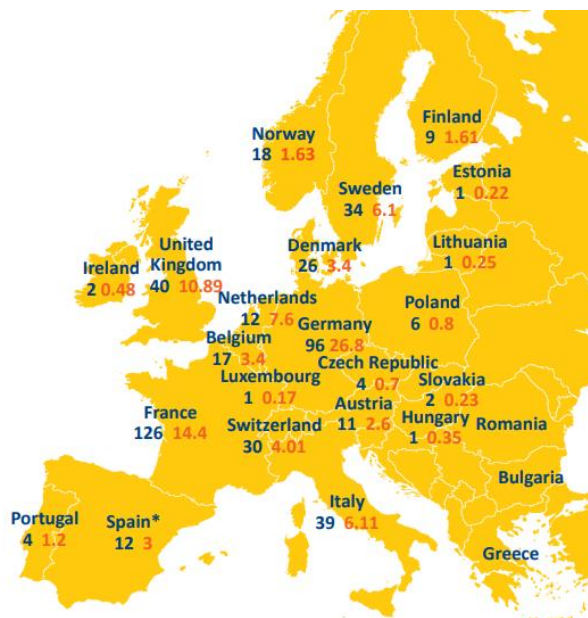 Finland
9 1.61
Norway
18 1.63
Estonia
1 0.22
Sweden
34 6.1
United
Kingdom
40 10.89
Denmark
26 3.4
Lithuania
1 0.25
Ireland
2 0.48
Netherlands
12 7.6
Poland
6 0.8
Germany
96 26.8
Belgium
17 3.4
Czech Republic
4 0.7
Luxembourg
1 0.17
Slovakia
2 0.23
Austria
11 2.6
France
126 14.4
Switzerland
30 4.01
Hungary
1 0.35
Romania
Bulgaria
Italy
39 6.11
Portugal
4 1.2
Spain*
12 3
Greece